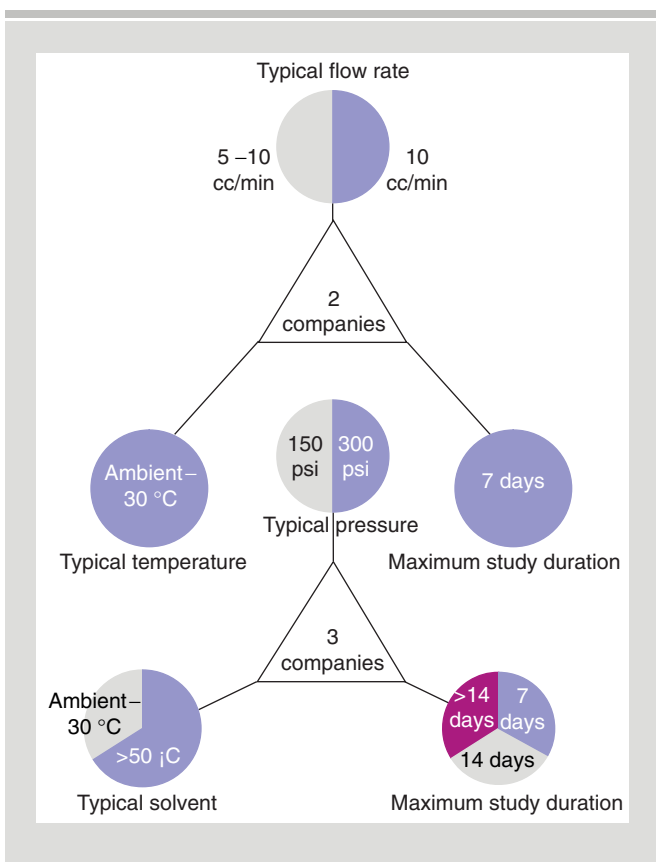 Typical flow rate
5 –10
cc/min
10
cc/min
2
companies
Ambient–
30 °C
Typical temperature
150
psi
300
psi
Typical pressure
7 days
Maximum study duration
3
companies
Ambient–
30 °C
>50 ¡C
Typical solvent
>14
days
7
days
14 days
Maximum study duration